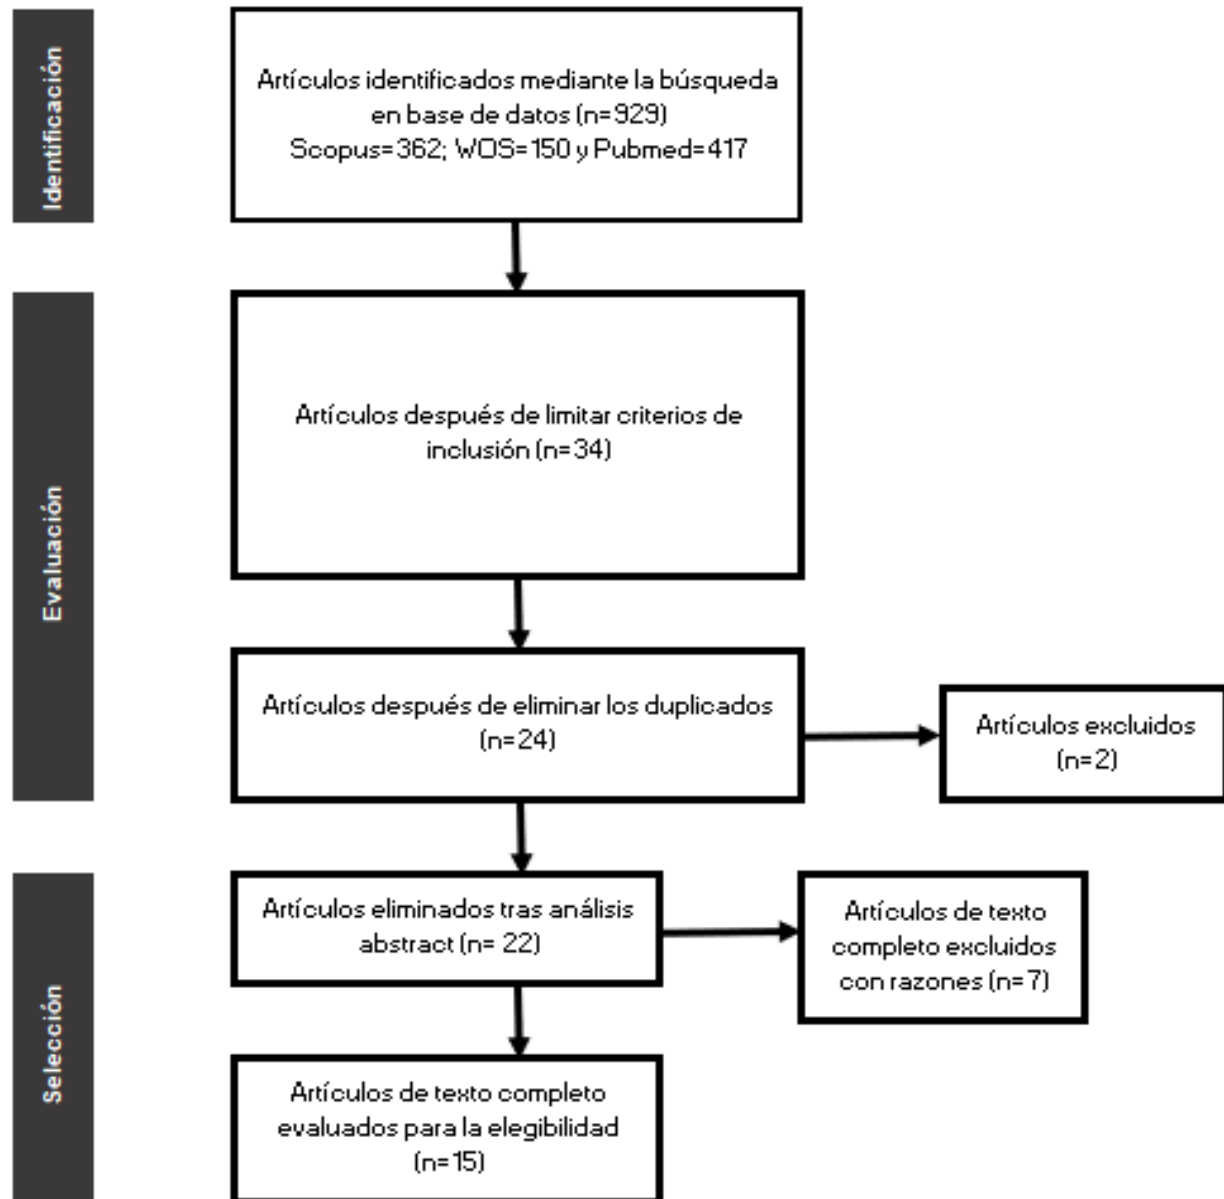 Identificación
Artículos identificados mediante la búsqueda
en base de datos (n=929)
Scopus=362; WOS=150 y Pubmed=417
Evaluación
Artículos después de limitar criterios de
inclusión (n=34)
Artículos después de eliminar los duplicados
(n=24)
Artículos excluidos
(n=2)
Selección
Artículos eliminados tras análisis
abstract (n= 22)
Artículos de texto
completo excluidos
con razones (n=7)
Artículos de texto completo
evaluados para la elegibilidad
(n=15)